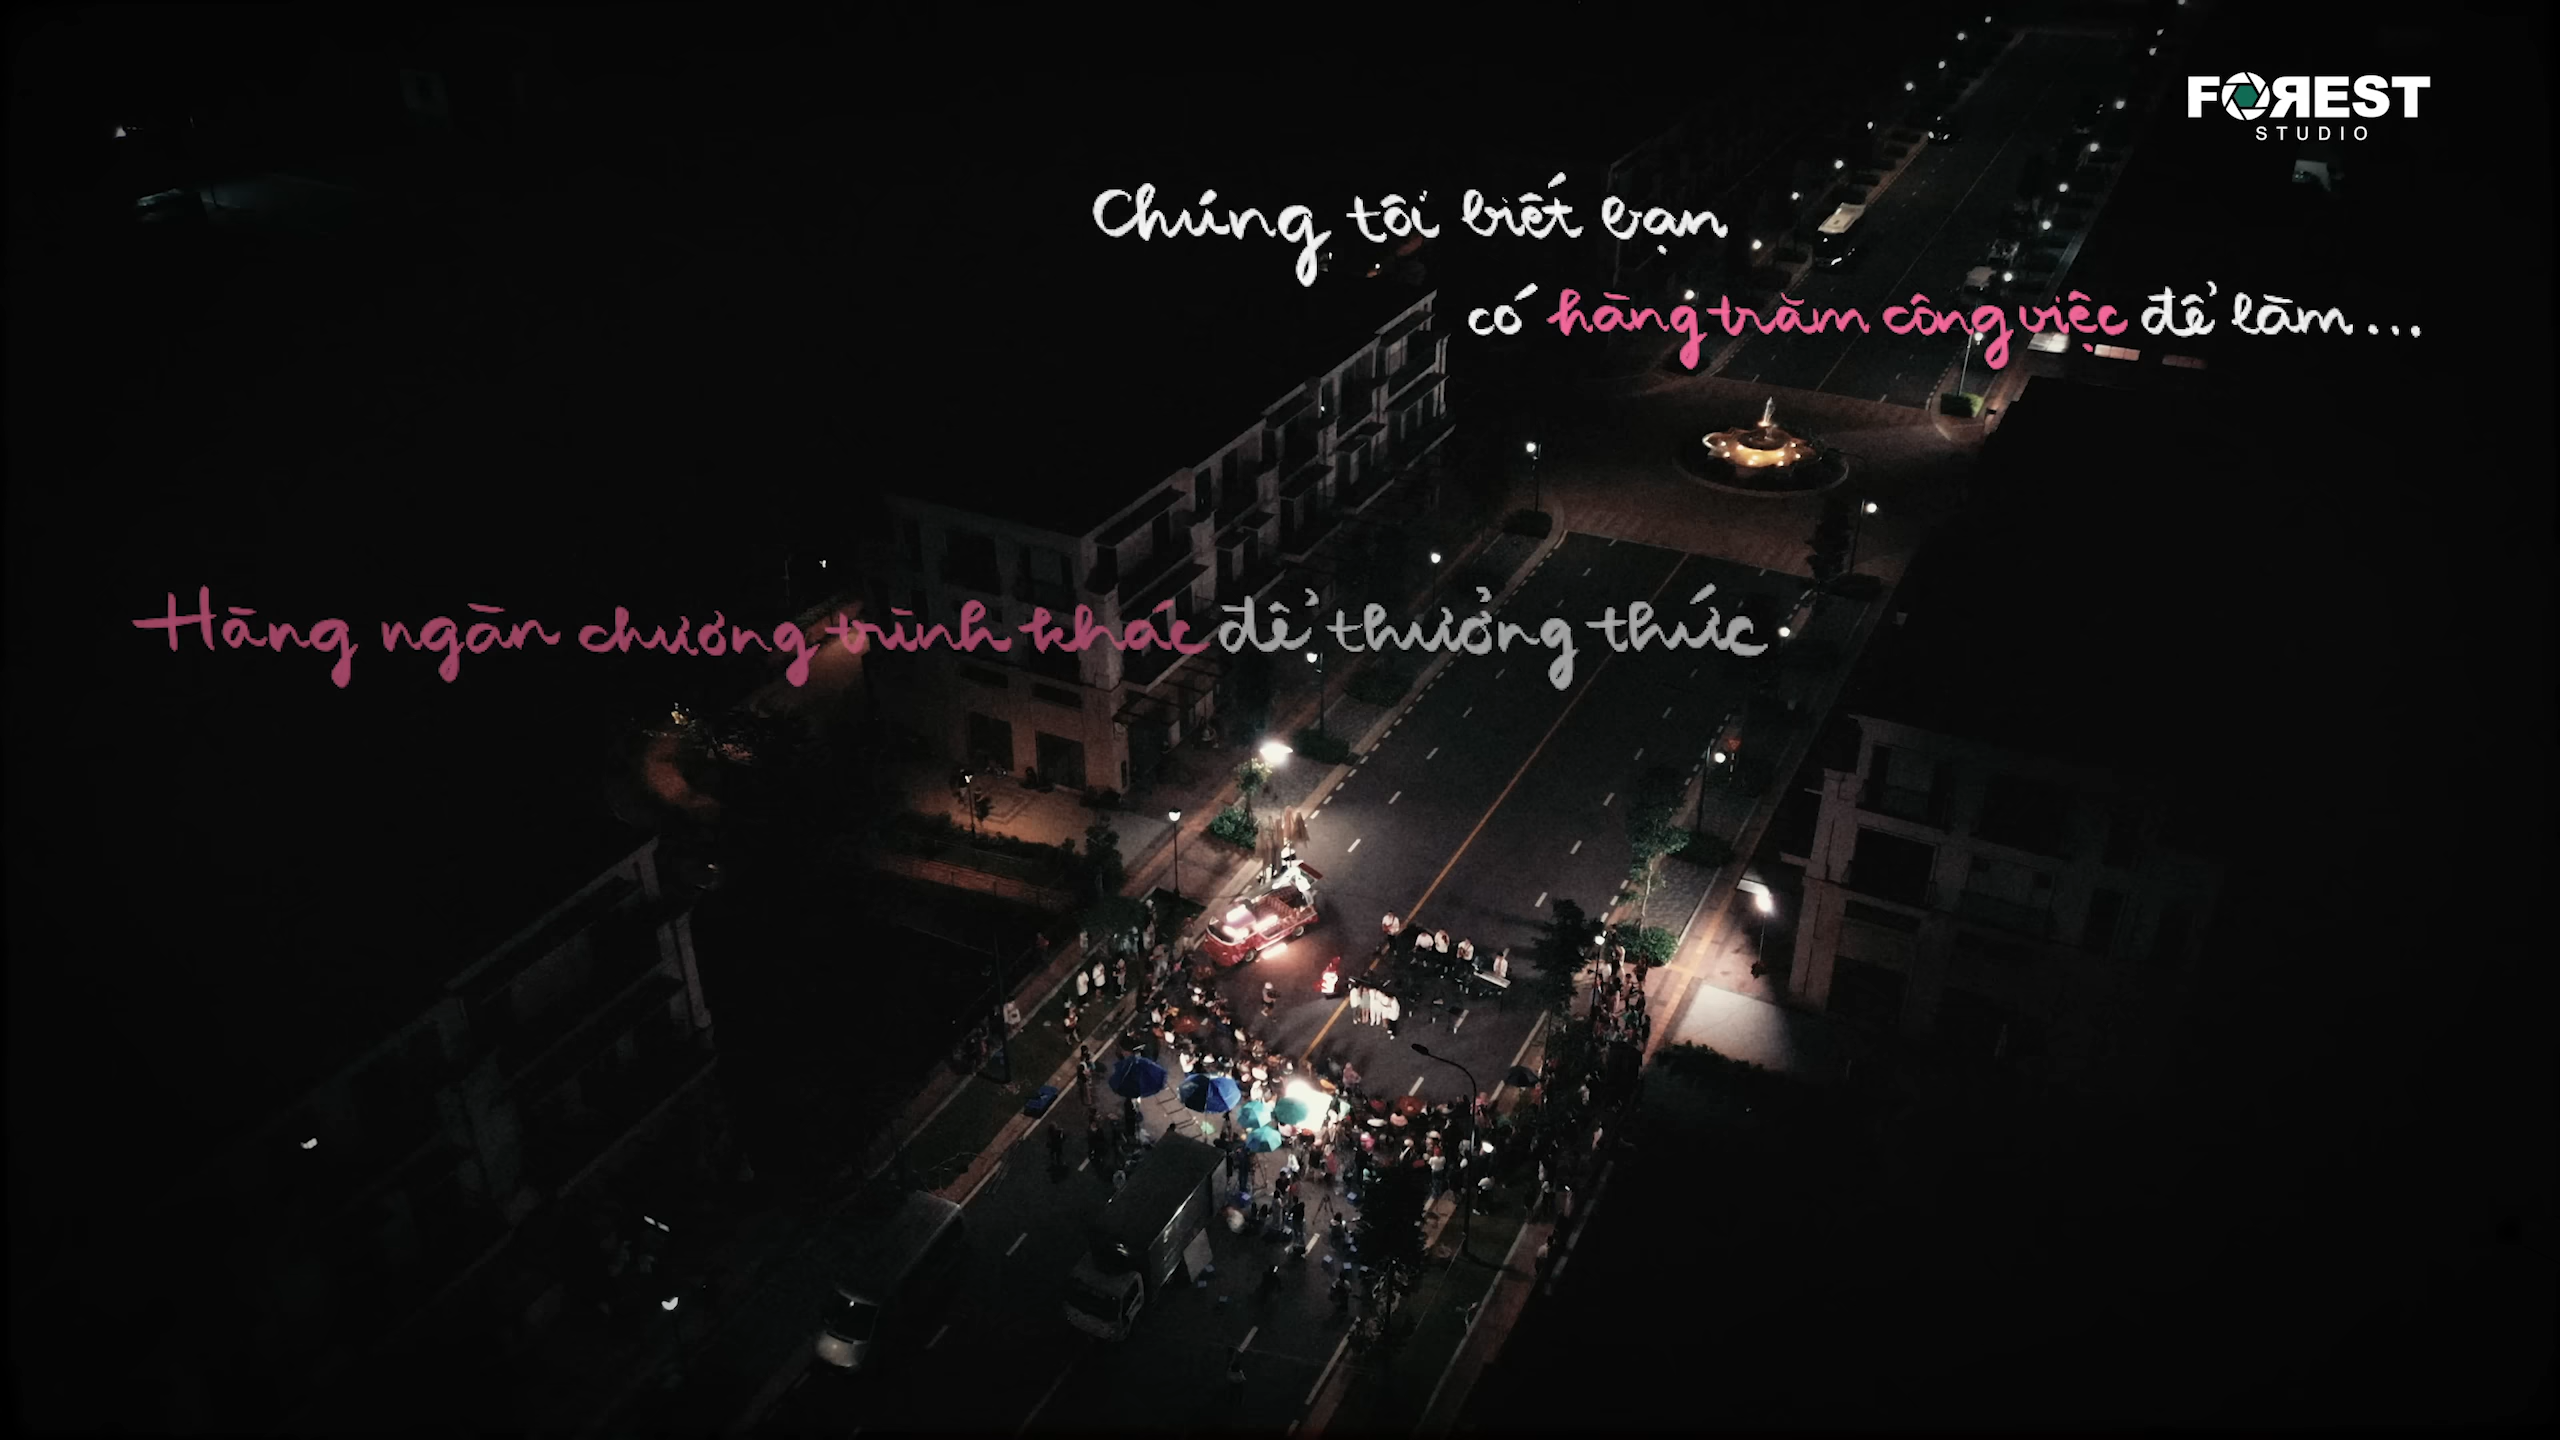 FOREST
STUDIO
Chúng tôi biết bạn
có hàng trăm công việc để làm...
Hàng ngàn chương trình khác để thưởng thức